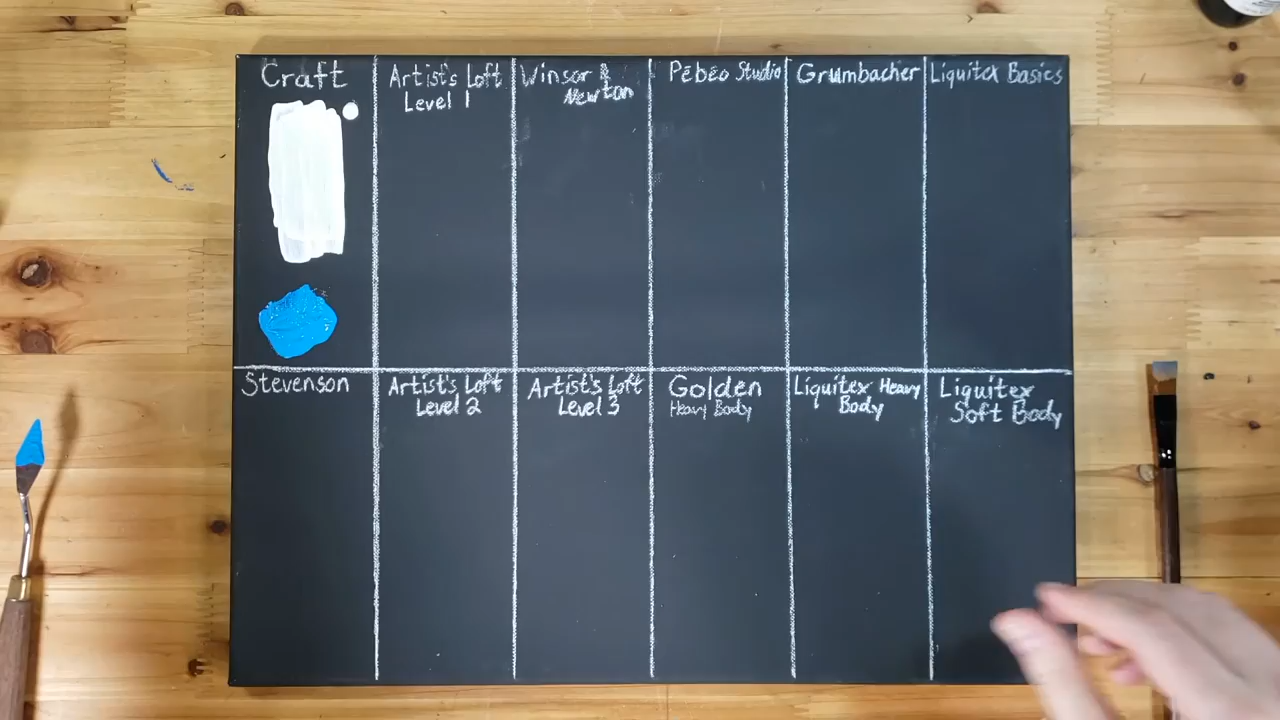 Craft
Artist's Loft
Level 1
Winsor &
Newton
Pēbēo Studio
Grumbacher
Liquitex Basics
Stevenson
Artist's Loft
Level 2
Artist's Loft
Level 3
Golden
Heavy Body
Liquitex Heavy
Body
Liquitex
Soft Body